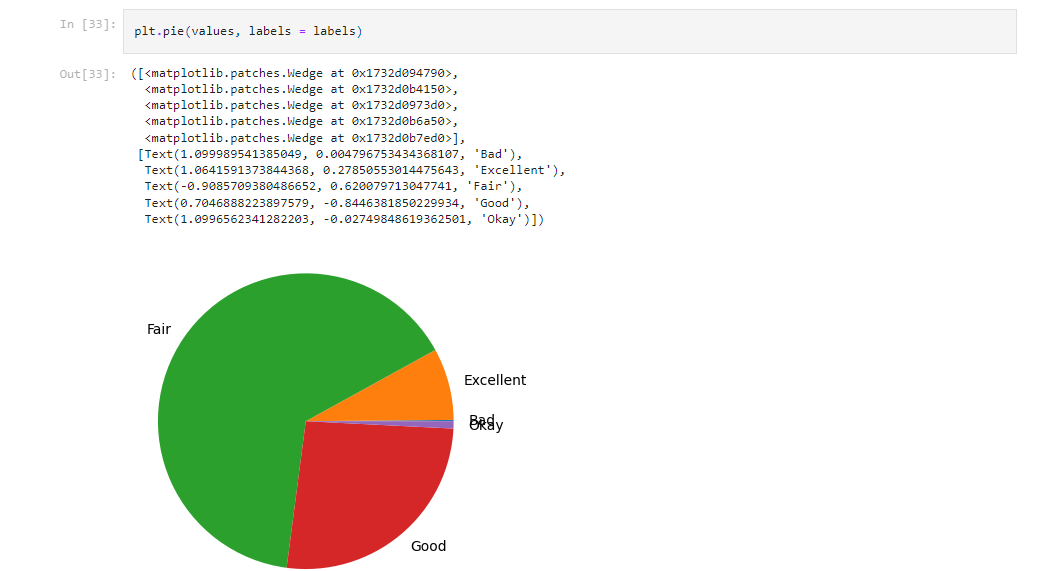 In [33]: plt.pie(values, labels = labels)
Out[33]: ([<matplotlib.patches.Wedge at 0x1732d094790>,
<matplotlib.patches.Wedge at 0x1732d0b4150>,
<matplotlib.patches.Wedge at 0x1732d0973d0>,
<matplotlib.patches.Wedge at 0x1732d0b6a50>,
<matplotlib.patches.Wedge at 0x1732d0b7ed0>],
[Text(1.099989541385049, 0.004796753434368107, 'Bad'),
Text(1.0641591373844368, 0.27850553014475643, 'Excellent'),
Text(-0.9085709380486652, 0.620079713047741, 'Fair'),
Text(0.7046888223897579, -0.8446381850229934, 'Good'),
Text(1.0996562341282203, -0.02749848619362501, 'Okay')])
Fair
Excellent
Bad
Okay
Good